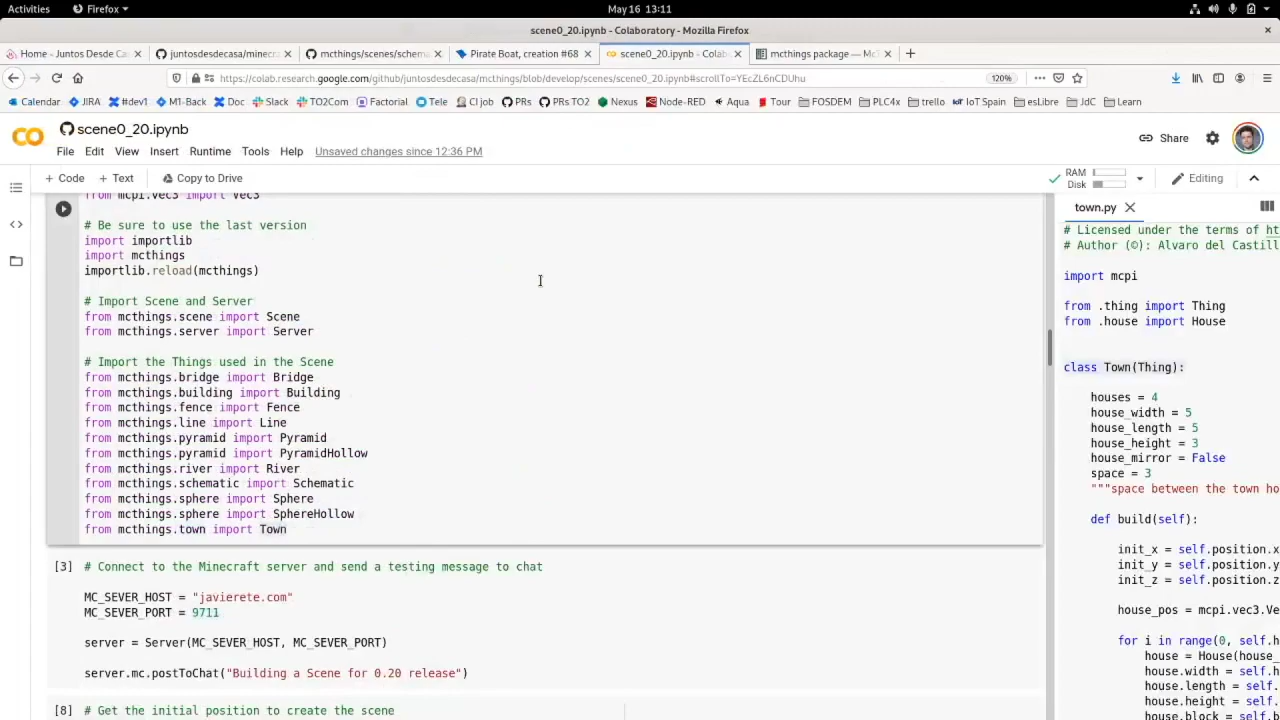 Activities
Firefox
May 16 13:11
scene0_20.ipynb - Colaboratory — Mozilla Firefox
Home - Juntos Desde Ca
juntosdesdecasa/minecr
mcthings/scenes/schema
Pirate Boat, creation #68
scene0_20.ipynb - Colab
mcthings package — McT
https://colab.research.google.com/github/juntosdesdecasa/mcthings/blob/develop/scenes/scene0_20.ipynb#scrollTo=YEcZL6nCDUhu
120%
Calendar JIRA #dev1 M1-Back Doc Slack TO2Com Factorial Tele CI job PRs PRs TO2 Nexus Node-RED Aqua Tour FOSDEM PLC4x trello IoT Spain esLibre JdC Learn
CO
scene0_20.ipynb
Share
File Edit View Insert Runtime Tools Help Unsaved changes since 12:36 PM
+ Code + Text Copy to Drive
RAM
Disk
Editing
from mcpi.vec3 import Vec3
# Be sure to use the last version
import importlib
import mcthings
importlib.reload(mcthings)
# Import Scene and Server
from mcthings.scene import Scene
from mcthings.server import Server
# Import the Things used in the Scene
from mcthings.bridge import Bridge
from mcthings.building import Building
from mcthings.fence import Fence
from mcthings.line import Line
from mcthings.pyramid import Pyramid
from mcthings.pyramid import PyramidHollow
from mcthings.river import River
from mcthings.schematic import Schematic
from mcthings.sphere import Sphere
from mcthings.sphere import SphereHollow
from mcthings.town import Town
[3] # Connect to the Minecraft server and send a testing message to chat
MC_SEVER_HOST = "javierete.com"
MC_SEVER_PORT = 9711
server = Server(MC_SEVER_HOST, MC_SEVER_PORT)
server.mc.postToChat("Building a Scene for 0.20 release")
[8] # Get the initial position to create the scene
town.py
# Licensed under the terms of ht
# Author (©): Alvaro del Castill
import mcpi
from .thing import Thing
from .house import House
class Town(Thing):
houses = 4
house_width = 5
house_length = 5
house_height = 3
house_mirror = False
space = 3
"""space between the town ho
def build(self):
init_x = self.position.x
init_y = self.position.y
init_z = self.position.z
house_pos = mcpi.vec3.Ve
for i in range(0, self.h
house = House(house_
house.width = self.h
house.length = self.
house.height = self.
house.block = self.b